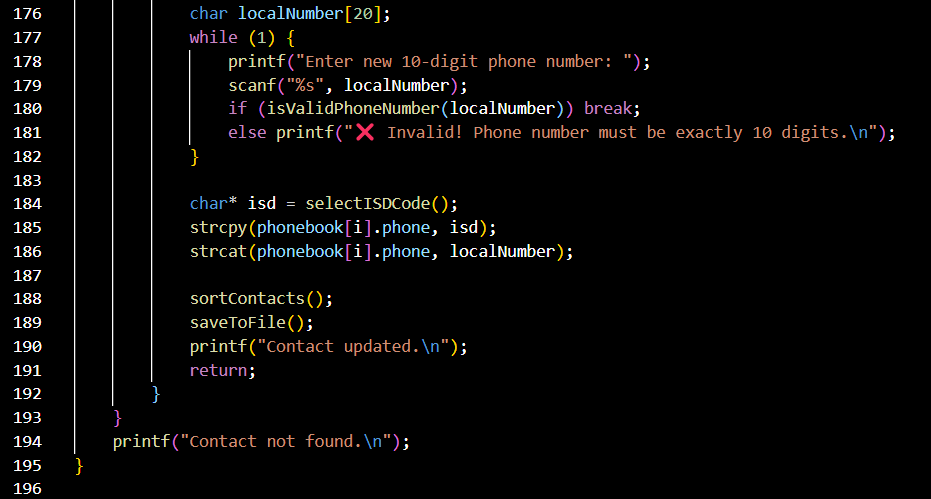 176 char localNumber[20];
177 while (1) {
178 printf("Enter new 10-digit phone number: ");
179 scanf("%s", localNumber);
180 if (isValidPhoneNumber(localNumber)) break;
181 else printf("❌ Invalid! Phone number must be exactly 10 digits.\n");
182 }
183
184 char* isd = selectISDCode();
185 strcpy(phonebook[i].phone, isd);
186 strcat(phonebook[i].phone, localNumber);
187
188 sortContacts();
189 saveToFile();
190 printf("Contact updated.\n");
191 return;
192 }
193 }
194 printf("Contact not found.\n");
195 }
196